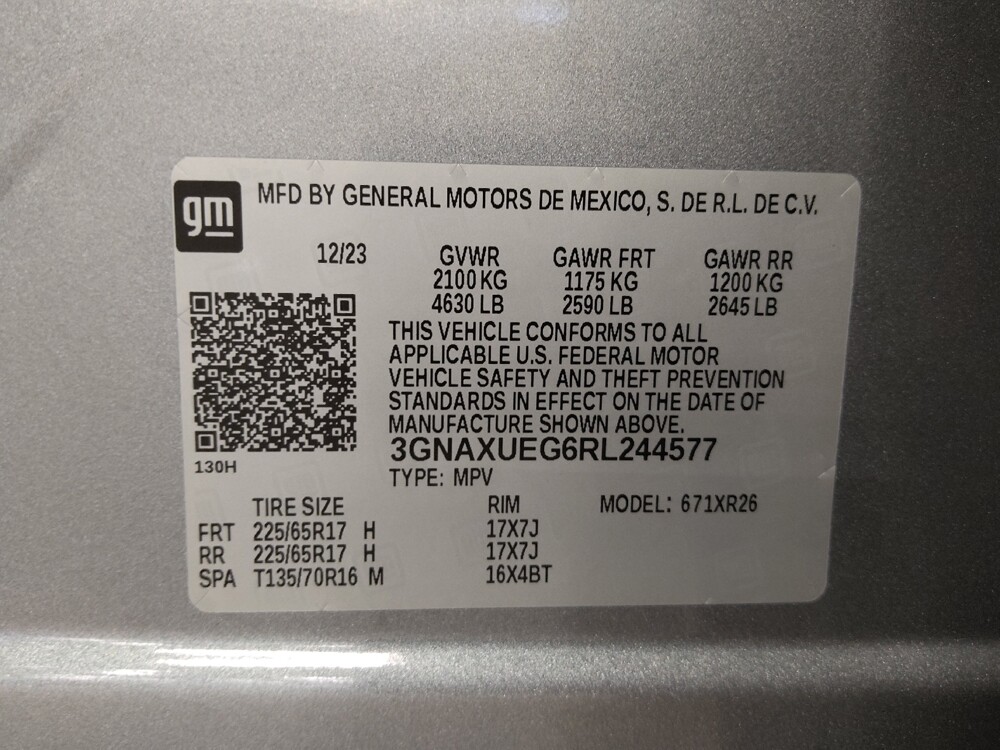 gm
MFD BY GENERAL MOTORS DE MEXICO, S. DE R.L. DE C.V.
12/23 GVWR GAWR FRT GAWR RR
2100 KG 1175 KG 1200 KG
4630 LB 2590 LB 2645 LB
THIS VEHICLE CONFORMS TO ALL
APPLICABLE U.S. FEDERAL MOTOR
VEHICLE SAFETY AND THEFT PREVENTION
STANDARDS IN EFFECT ON THE DATE OF
MANUFACTURE SHOWN ABOVE.
3GNAXUEG6RL244577
130H
TYPE: MPV
TIRE SIZE RIM MODEL: 671XR26
FRT 225/65R17 H 17X7J
RR 225/65R17 H 17X7J
SPA T135/70R16 M 16X4BT